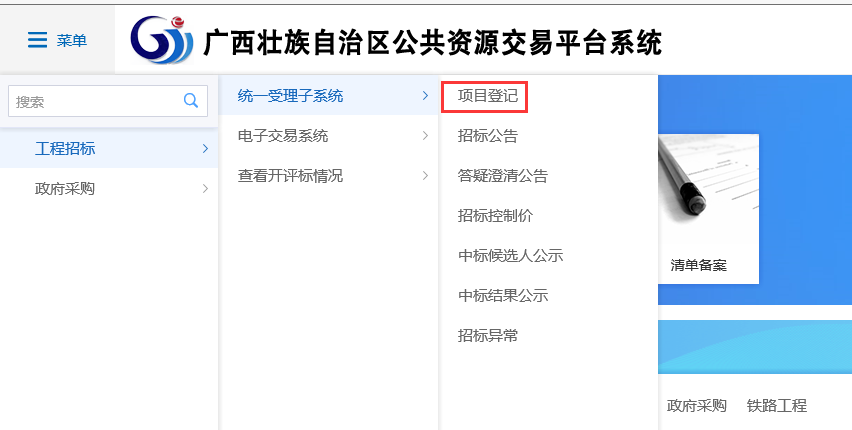 菜单
广西壮族自治区公共资源交易平台系统
搜索
工程招标
政府采购
统一受理子系统
电子交易系统
查看开评标情况
项目登记
招标公告
答疑澄清公告
招标控制价
中标候选人公示
中标结果公示
招标异常
清单备案
政府采购 铁路工程